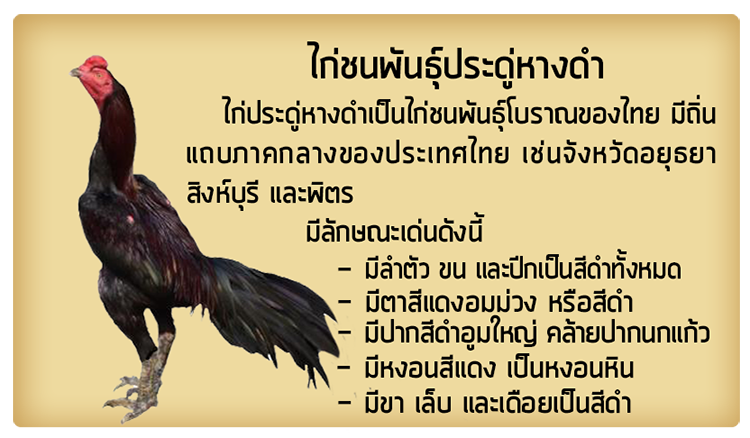 ไก่ชนพันธุ์ประดู่หางดำ
ไก่ประดู่หางดำเป็นไก่ชนพันธุ์โบราณของไทย มีถิ่น
แถบภาคกลางของประเทศไทย เช่นจังหวัดอยุธยา
สิงห์บุรี และพิตร
มีลักษณะเด่นดังนี้
- มีลำตัว ขน และปีกเป็นสีดำทั้งหมด
- มีตาสีแดงอมม่วง หรือสีดำ
- มีปากสีดำอูมใหญ่ คล้ายปากนกแก้ว
- มีหงอนสีแดง เป็นหงอนหิน
- มีขา เล็บ และเดือยเป็นสีดำ